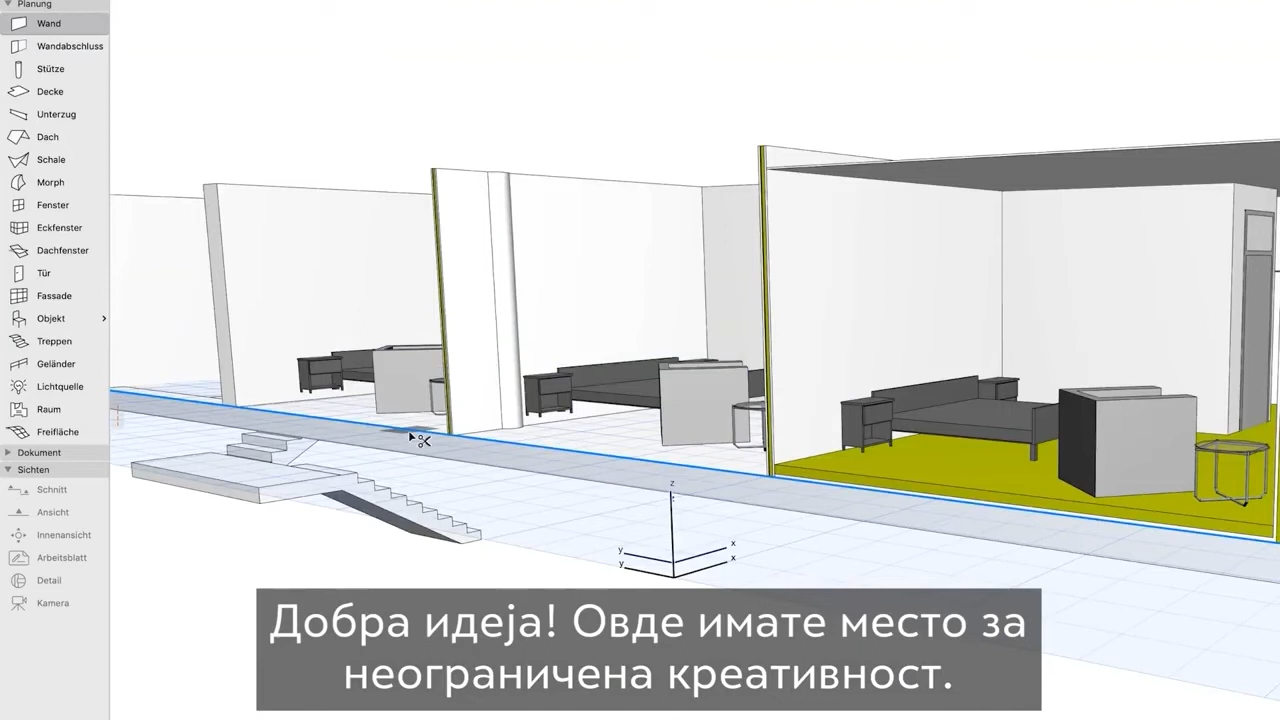 Planung
Wand
Wandabschluss
Stütze
Decke
Unterzug
Dach
Schale
Morph
Fenster
Eckfenster
Dachfenster
Tür
Fassade
Objekt
Treppen
Geländer
Lichtquelle
Raum
Freifläche
Dokument
Sichten
Schnitt
Ansicht
Innenansicht
Arbeitsblatt
Detail
Kamera
z
y
x
y
x
Добра идеја! Овде имате место за
неограничена креативност.